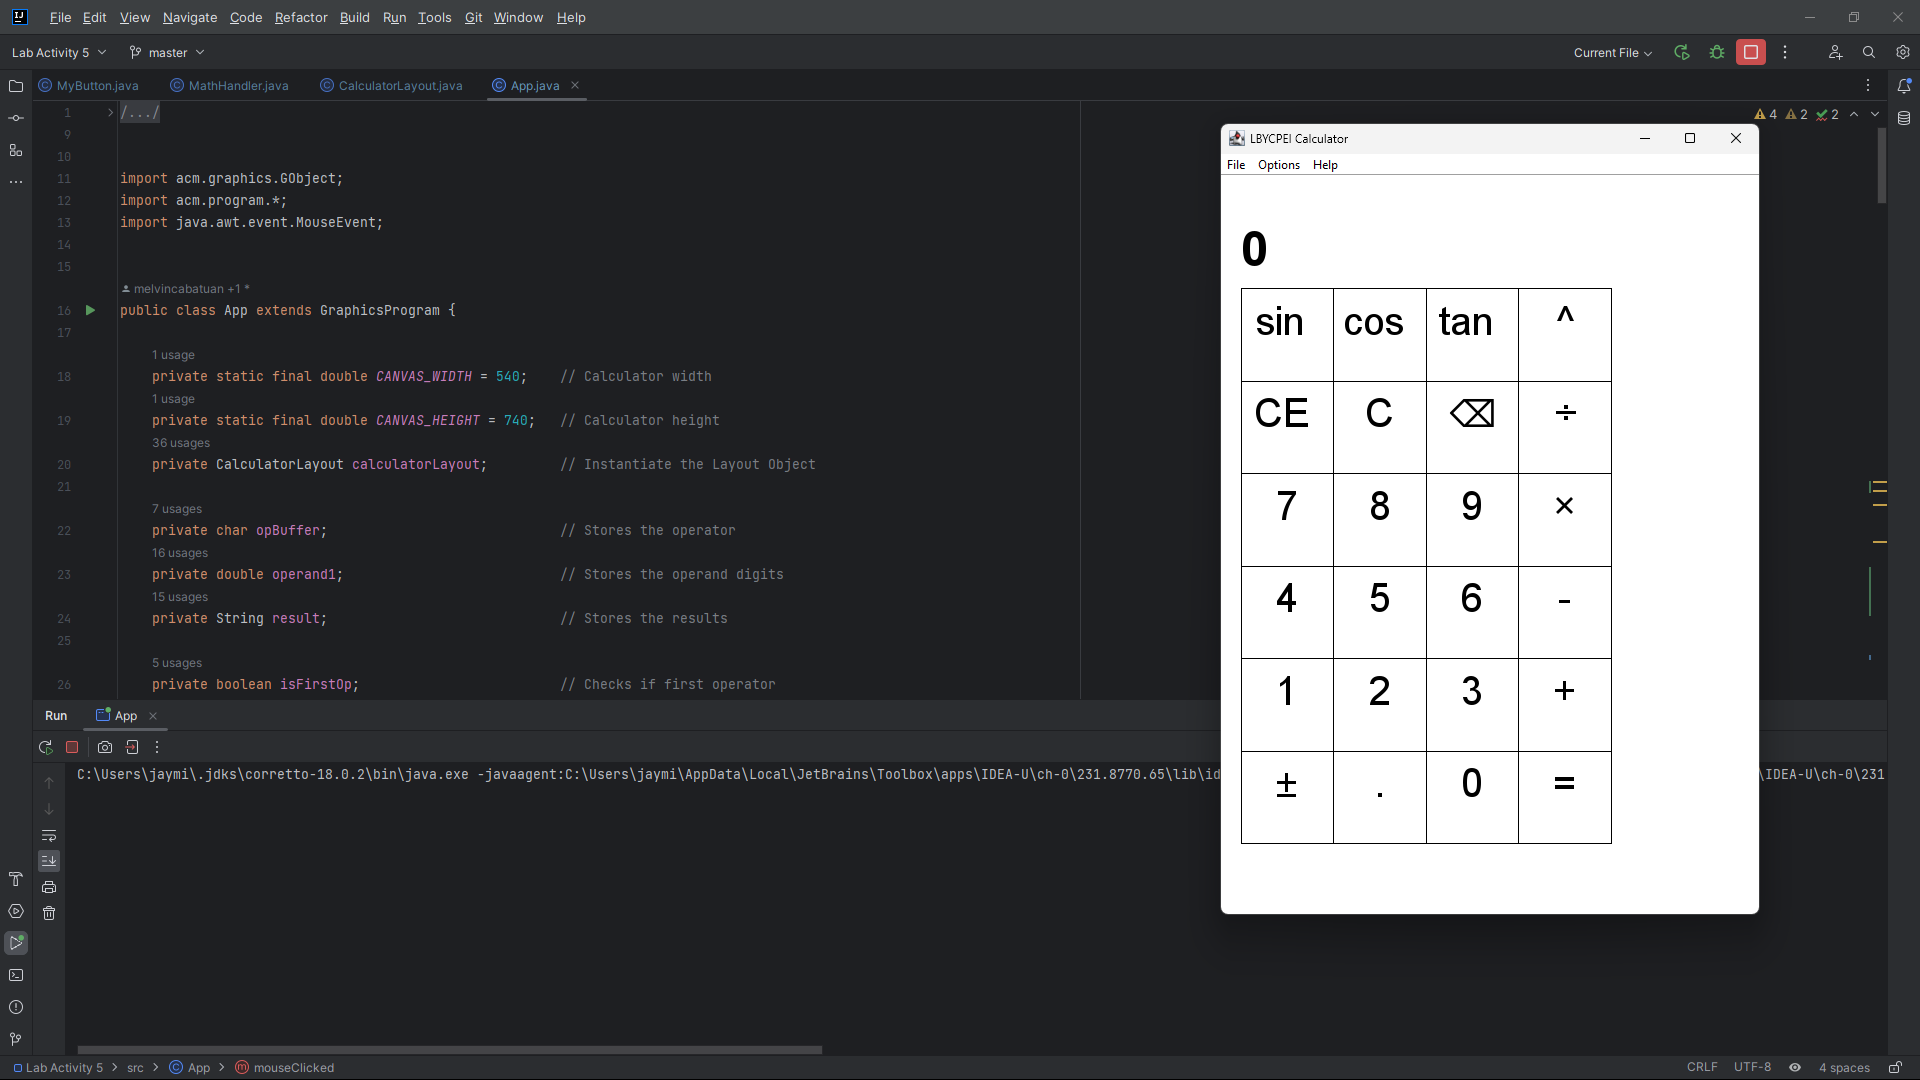 File Edit View Navigate Code Refactor Build Run Tools Git Window Help
Lab Activity 5 master Current File
MyButton.java MathHandler.java CalculatorLayout.java App.java
1 /.../
4 2 2
9
10
11 import acm.graphics.GObject;
12 import acm.program.*;
13 import java.awt.event.MouseEvent;
14
15
melvincabatuan +1 *
16 public class App extends GraphicsProgram {
17
1 usage
18 private static final double CANVAS_WIDTH = 540; // Calculator width
1 usage
19 private static final double CANVAS_HEIGHT = 740; // Calculator height
36 usages
20 private CalculatorLayout calculatorLayout; // Instantiate the Layout Object
21
7 usages
22 private char opBuffer; // Stores the operator
16 usages
23 private double operand1; // Stores the operand digits
15 usages
24 private String result; // Stores the results
25
5 usages
26 private boolean isFirstOp; // Checks if first operator
LBYCPEI Calculator
File Options Help
0
sin cos tan ^
CE C ⌫ ÷
7 8 9 ×
4 5 6 -
1 2 3 +
± . 0 =
Run App
C:\Users\jaymi\.jdks\corretto-18.0.2\bin\java.exe -javaagent:C:\Users\jaymi\AppData\Local\JetBrains\Toolbox\apps\IDEA-U\ch-0\231.8770.65\lib\id \IDEA-U\ch-0\231
Lab Activity 5 src App mouseClicked CRLF UTF-8 4 spaces